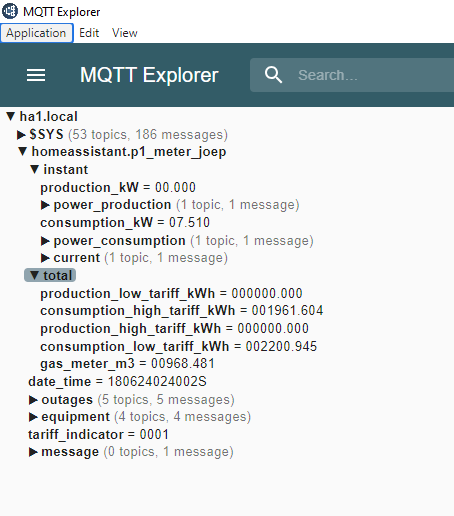 MQTT Explorer
Application Edit View
MQTT Explorer Search...
▼ ha1.local
▶ $SYS (53 topics, 186 messages)
▼ homeassistant.p1_meter_joep
▼ instant
production_kW = 00.000
▶ power_production (1 topic, 1 message)
consumption_kW = 07.510
▶ power_consumption (1 topic, 1 message)
▶ current (1 topic, 1 message)
▼ total
production_low_tariff_kWh = 000000.000
consumption_high_tariff_kWh = 001961.604
production_high_tariff_kWh = 000000.000
consumption_low_tariff_kWh = 002200.945
gas_meter_m3 = 00968.481
date_time = 180624024002S
▶ outages (5 topics, 5 messages)
▶ equipment (4 topics, 4 messages)
tariff_indicator = 0001
▶ message (0 topics, 1 message)